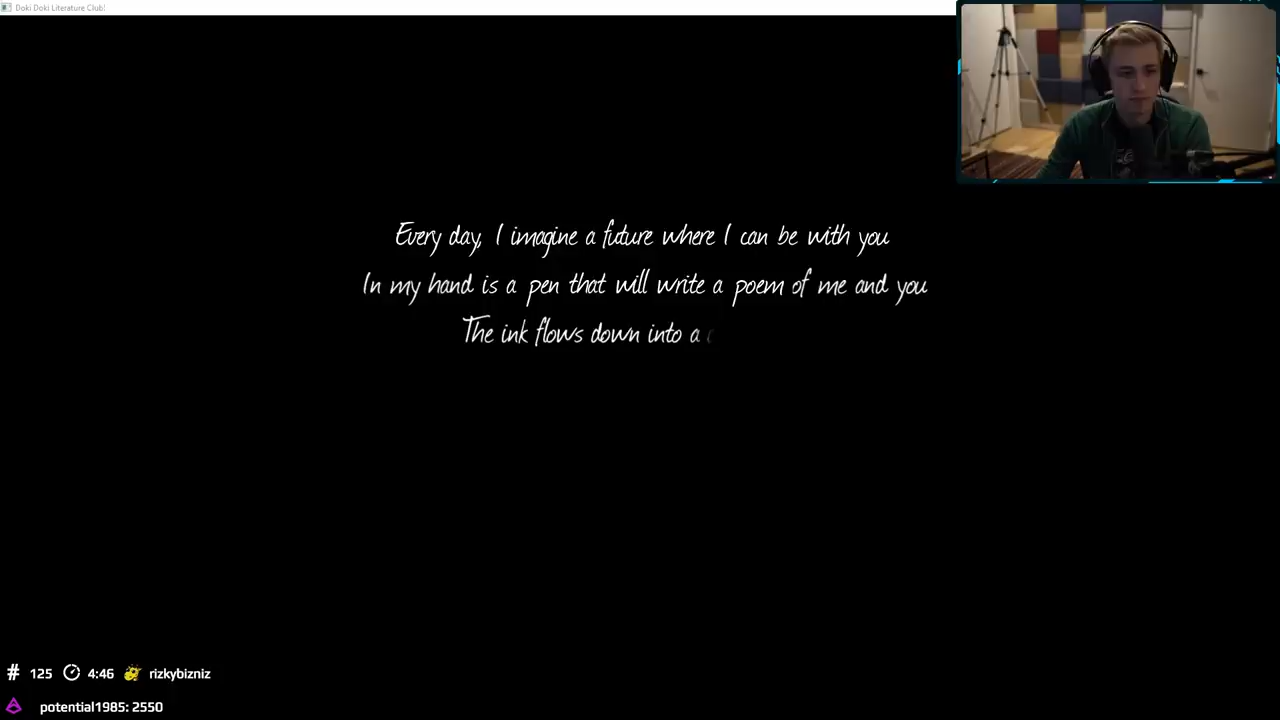 Doki Doki Literature Club!
Every day, I imagine a future where I can be with you
In my hand is a pen that will write a poem of me and you
The ink flows down into a
# 125 4:46 rizkybizniz
potential1985: 2550